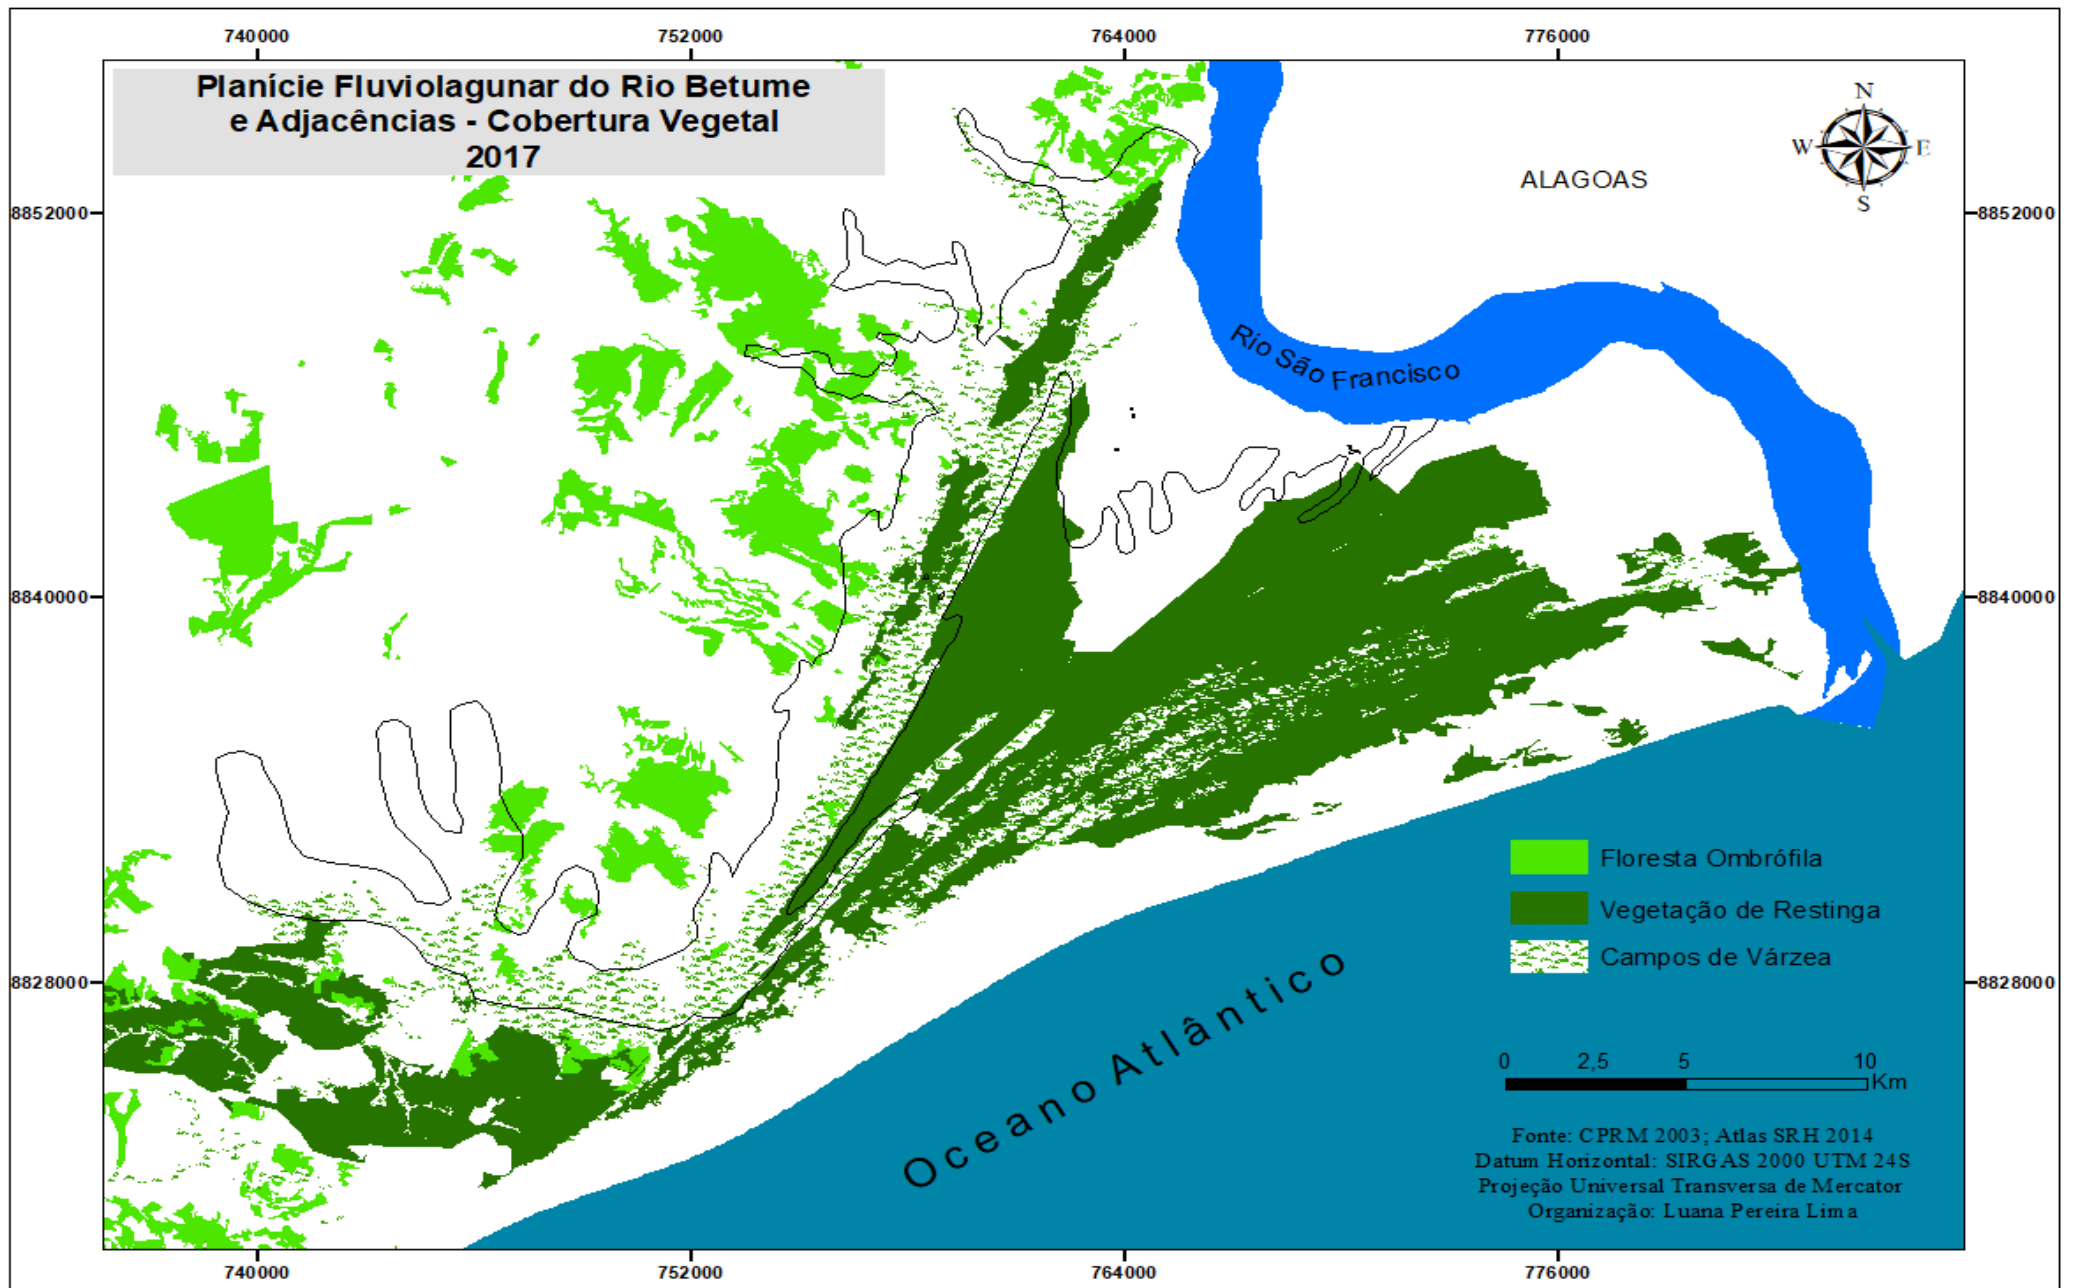 740000 752000 764000 776000
Planície Fluviolagunar do Rio Betume
e Adjacências - Cobertura Vegetal
2017
N
W E
S
ALAGOAS
8852000 8852000
Rio São Francisco
8840000 8840000
Floresta Ombrófila
Vegetação de Restinga
Campos de Várzea
8828000 8828000
Oceano Atlântico
0 2,5 5 10
Km
Fonte: CPRM 2003; Atlas SRH 2014
Datum Horizontal: SIRGAS 2000 UTM 24S
Projeção Universal Transversa de Mercator
Organização: Luana Pereira Lima
740000 752000 764000 776000